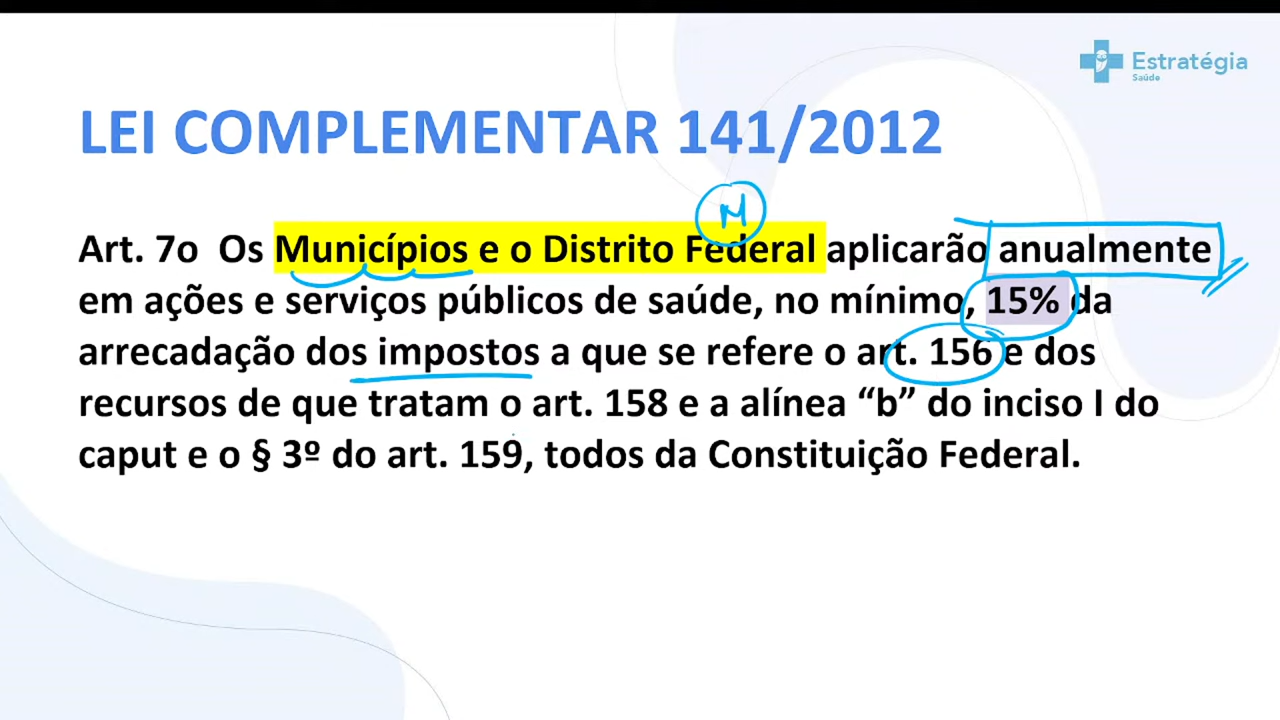 Estratégia
Saúde
LEI COMPLEMENTAR 141/2012
M
Art. 7o Os Municípios e o Distrito Federal aplicarão anualmente
em ações e serviços públicos de saúde, no mínimo, 15% da
arrecadação dos impostos a que se refere o art. 156 e dos
recursos de que tratam o art. 158 e a alínea “b” do inciso I do
caput e o § 3º do art. 159, todos da Constituição Federal.